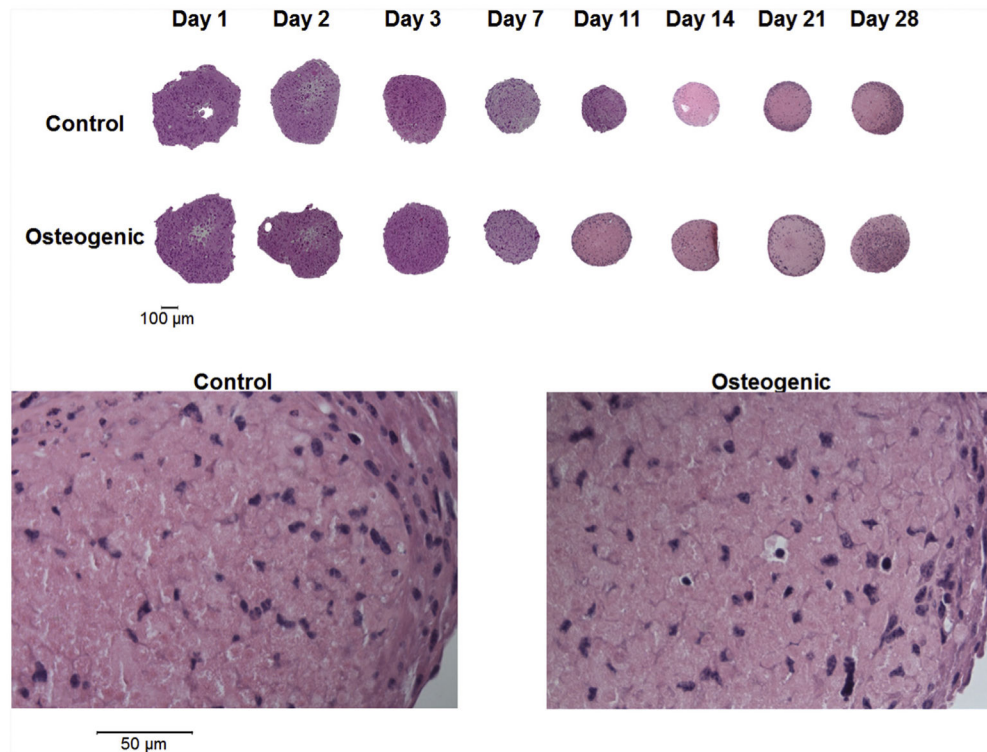 Day 1 Day 2 Day 3 Day 7 Day 11 Day 14 Day 21 Day 28
Control
Osteogenic
100 µm
Control Osteogenic
50 µm